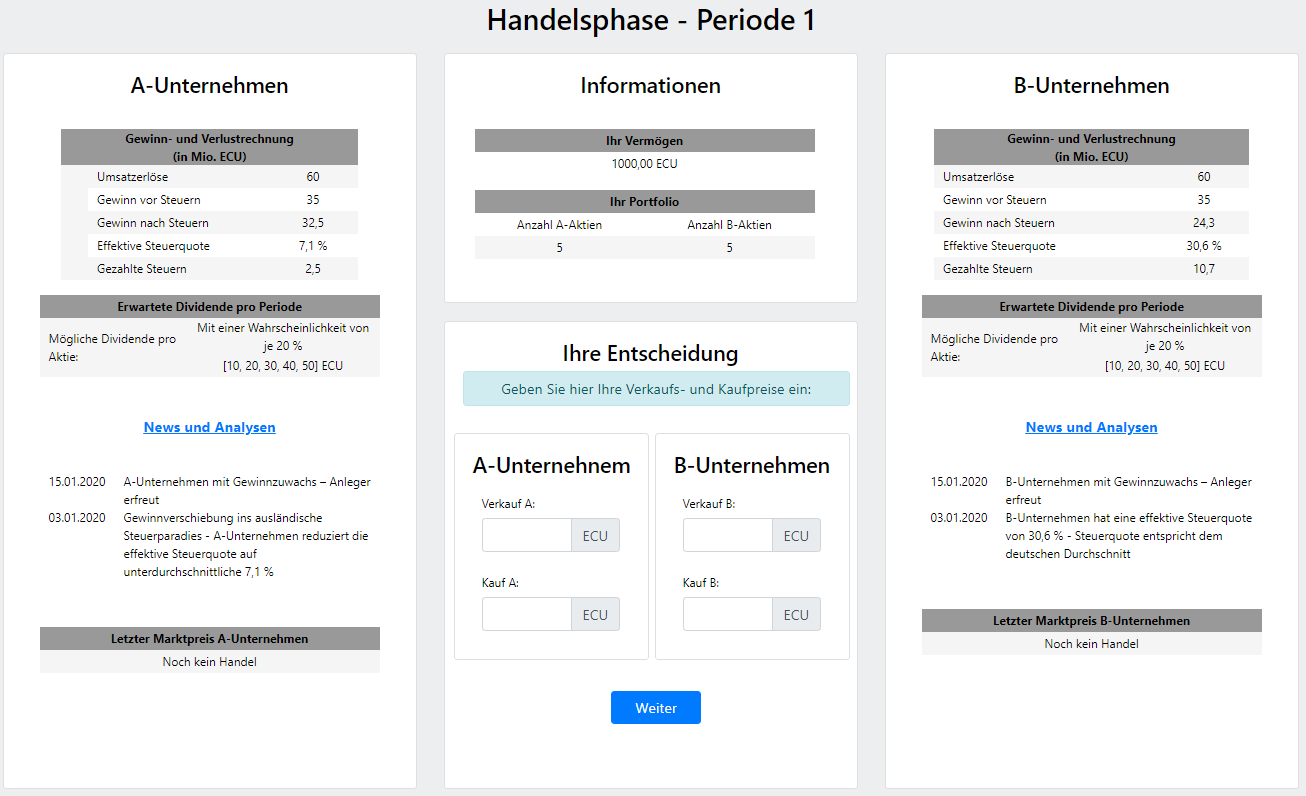 Handelsphase - Periode 1
A-Unternehmen
Gewinn- und Verlustrechnung
(in Mio. ECU)
Umsatzerlöse 60
Gewinn vor Steuern 35
Gewinn nach Steuern 32,5
Effektive Steuerquote 7,1 %
Gezahlte Steuern 2,5
Erwartete Dividende pro Periode
Mögliche Dividende pro
Aktie:
Mit einer Wahrscheinlichkeit von
je 20 %
[10, 20, 30, 40, 50] ECU
News und Analysen
15.01.2020 A-Unternehmen mit Gewinnzuwachs – Anleger
erfreut
03.01.2020 Gewinnverschiebung ins ausländische
Steuerparadies - A-Unternehmen reduziert die
effektive Steuerquote auf
unterdurchschnittliche 7,1 %
Letzter Marktpreis A-Unternehmen
Noch kein Handel
Informationen
Ihr Vermögen
1000,00 ECU
Ihr Portfolio
Anzahl A-Aktien Anzahl B-Aktien
5 5
Ihre Entscheidung
Geben Sie hier Ihre Verkaufs- und Kaufpreise ein:
A-Unternehnem
Verkauf A:
ECU
Kauf A:
ECU
B-Unternehmen
Verkauf B:
ECU
Kauf B:
ECU
Weiter
B-Unternehmen
Gewinn- und Verlustrechnung
(in Mio. ECU)
Umsatzerlöse 60
Gewinn vor Steuern 35
Gewinn nach Steuern 24,3
Effektive Steuerquote 30,6 %
Gezahlte Steuern 10,7
Erwartete Dividende pro Periode
Mögliche Dividende pro
Aktie:
Mit einer Wahrscheinlichkeit von
je 20 %
[10, 20, 30, 40, 50] ECU
News und Analysen
15.01.2020 B-Unternehmen mit Gewinnzuwachs – Anleger
erfreut
03.01.2020 B-Unternehmen hat eine effektive Steuerquote
von 30,6 % - Steuerquote entspricht dem
deutschen Durchschnitt
Letzter Marktpreis B-Unternehmen
Noch kein Handel